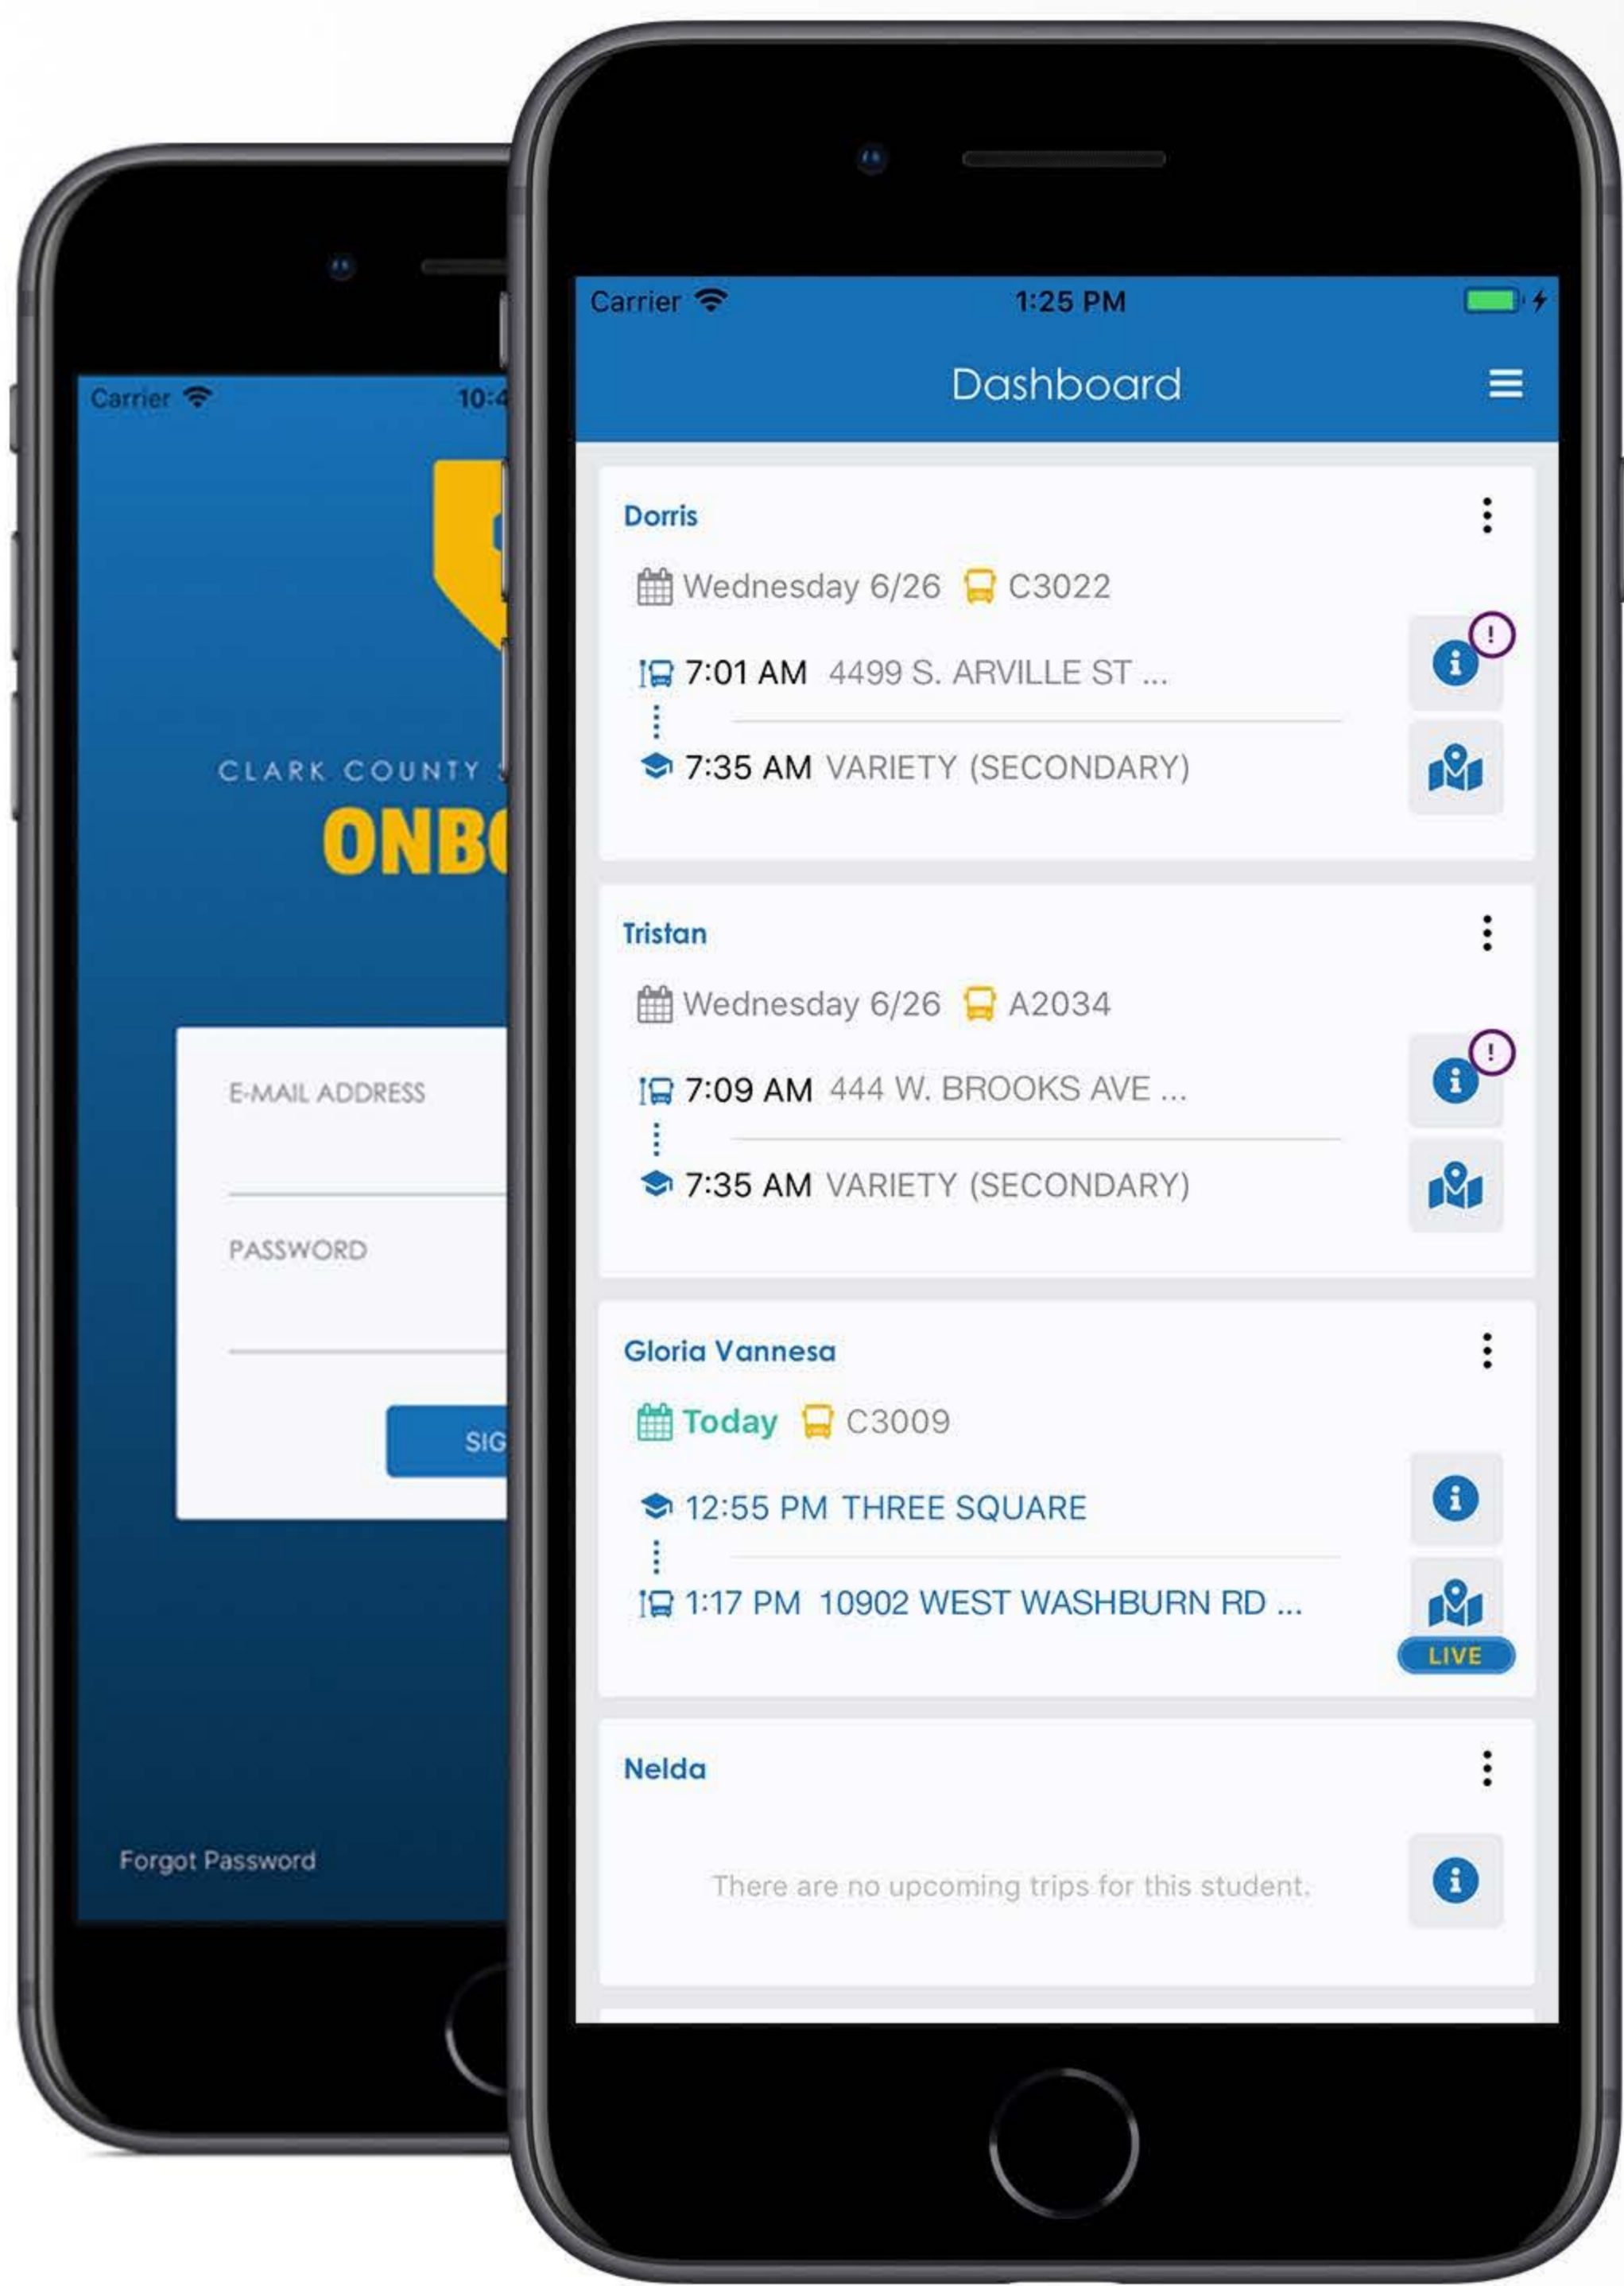 Carrier
10:4
CLARK COUNTY
ONBO
E-MAIL ADDRESS
PASSWORD
SIG
Forgot Password
Carrier 1:25 PM
Dashboard
Dorris
Wednesday 6/26 C3022
7:01 AM 4499 S. ARVILLE ST ...
7:35 AM VARIETY (SECONDARY)
Tristan
Wednesday 6/26 A2034
7:09 AM 444 W. BROOKS AVE ...
7:35 AM VARIETY (SECONDARY)
Gloria Vannesa
Today C3009
12:55 PM THREE SQUARE
1:17 PM 10902 WEST WASHBURN RD ...
LIVE
Nelda
There are no upcoming trips for this student.